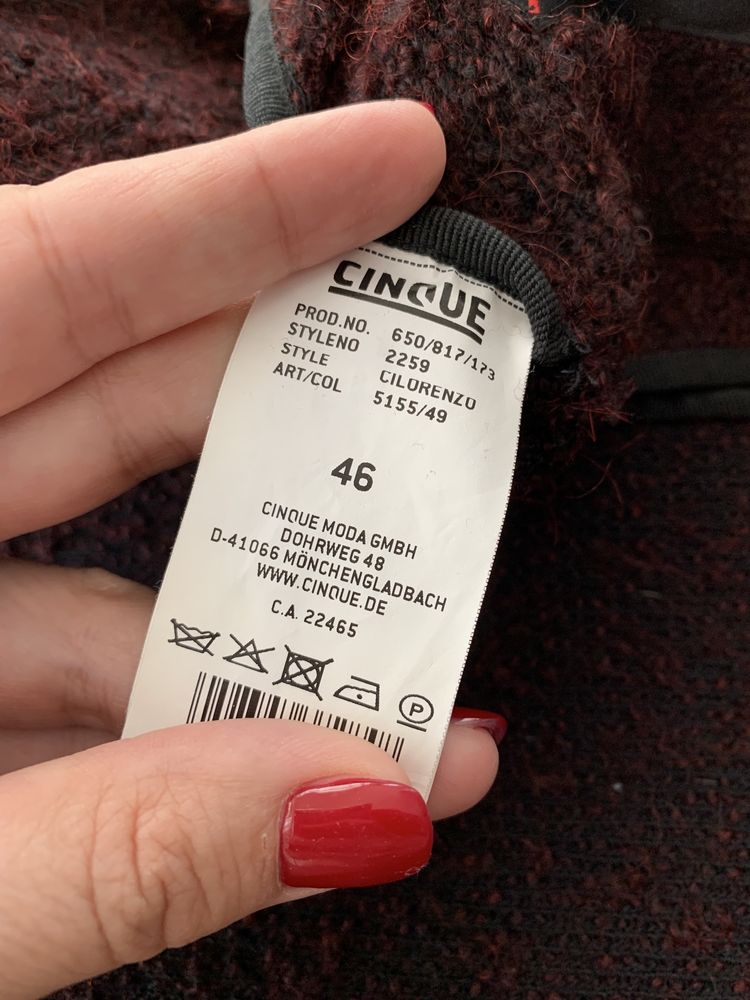 CINQUE
PROD.NO. 650/817/173
STYLENO 2259
STYLE CILORENZO
ART/COL 5155/49
46
CINQUE MODA GMBH
DOHRWEG 48
D-41066 MÖNCHENGLADBACH
WWW.CINQUE.DE
C.A. 22465
P